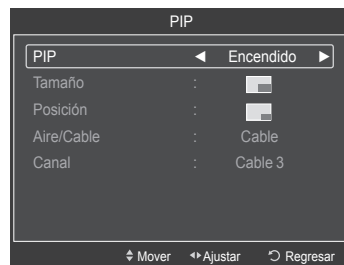 PIP
PIP ◀ Encendido ▶
Tamaño :
Posición :
Aire/Cable : Cable
Canal : Cable 3
Mover Ajustar Regresar